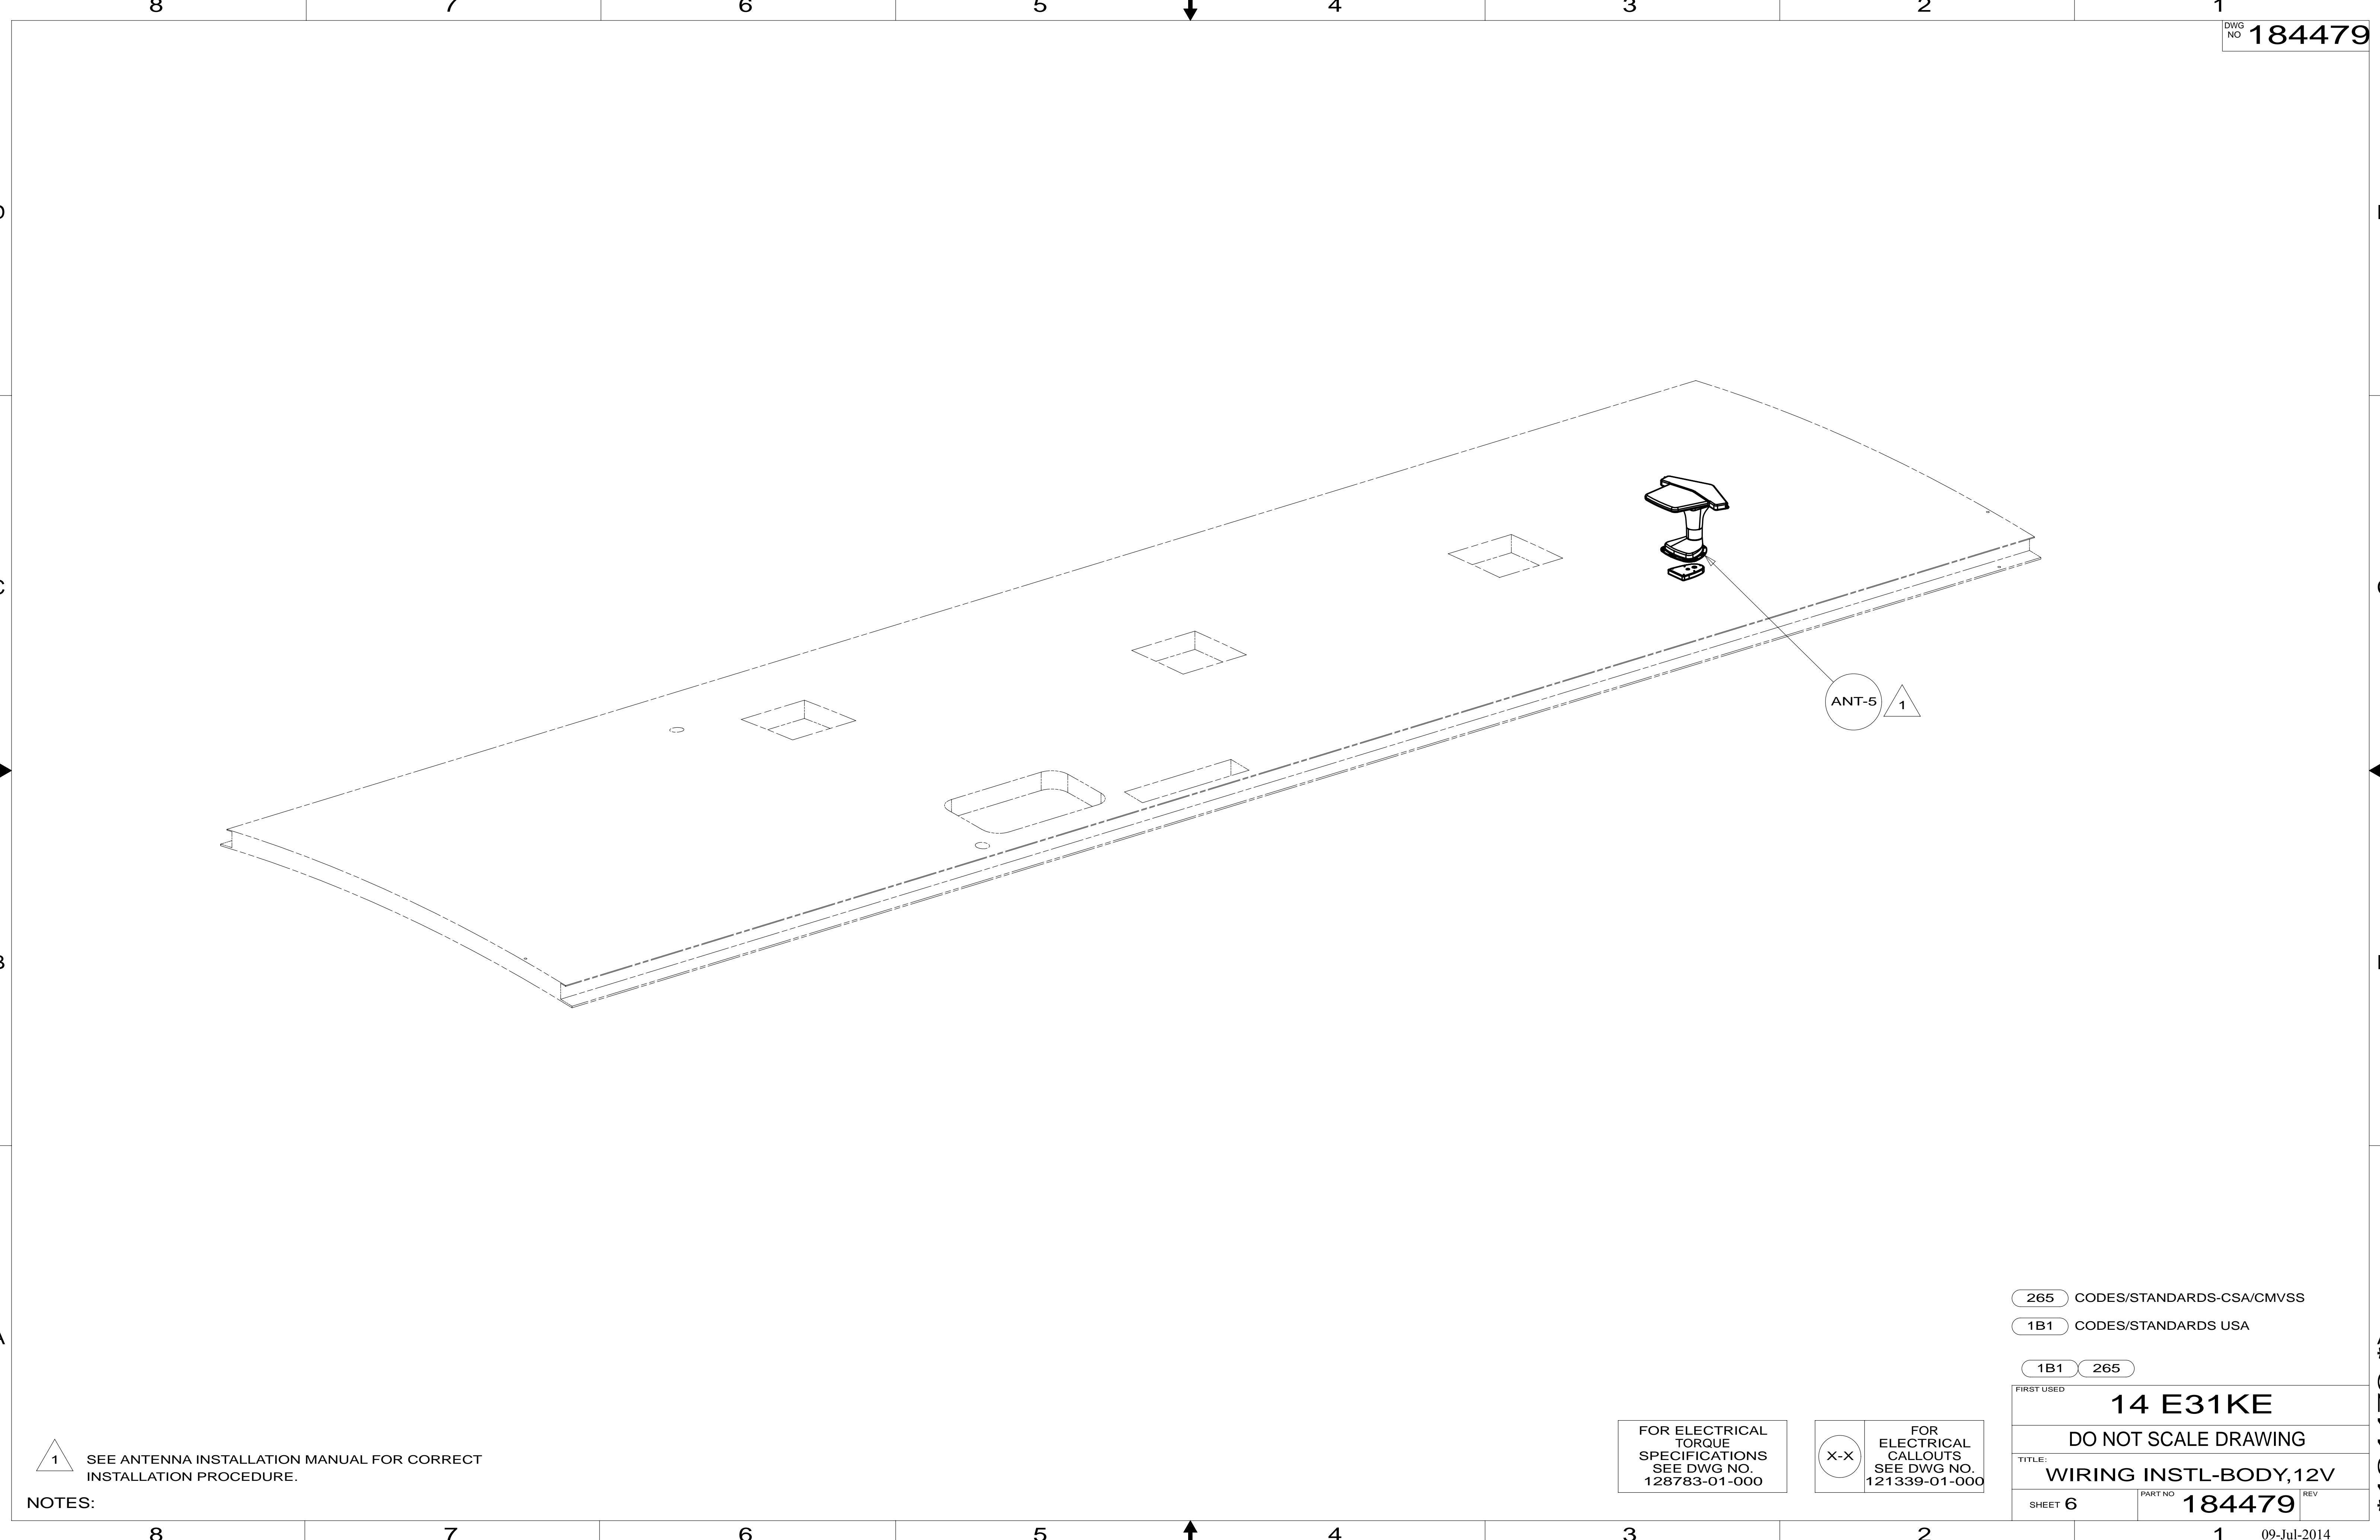 8 7 6 5 4 3 2 1
DWG
NO 184479
ANT-5 1
265 CODES/STANDARDS-CSA/CMVSS
1B1 CODES/STANDARDS USA
1B1 265
FIRST USED
14 E31KE
DO NOT SCALE DRAWING
TITLE:
WIRING INSTL-BODY,12V
SHEET 6
PART NO 184479
REV
FOR ELECTRICAL
TORQUE
SPECIFICATIONS
SEE DWG NO.
128783-01-000
X-X
FOR
ELECTRICAL
CALLOUTS
SEE DWG NO.
121339-01-000
1 SEE ANTENNA INSTALLATION MANUAL FOR CORRECT
INSTALLATION PROCEDURE.
NOTES:
8 7 6 5 4 3 2 1
09-Jul-2014